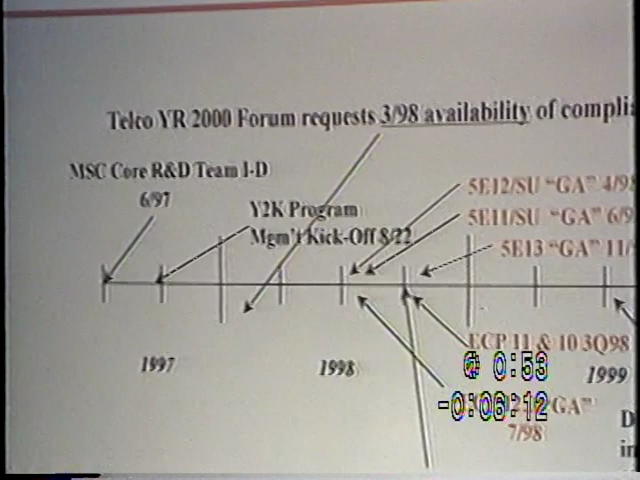 Telco YR 2000 Forum requests 3/98 availability of complia
MSC Core R&D Team I-D
6/97
Y2K Program
Mgm't Kick-Off 8/22
5E12/SU "GA" 4/98
5E11/SU "GA" 6/9
5E13 "GA" 11/
ECP 11 & 10 3Q98
1997
1998
1999
0:53
-0:06:12
GA"
7/98
D
in